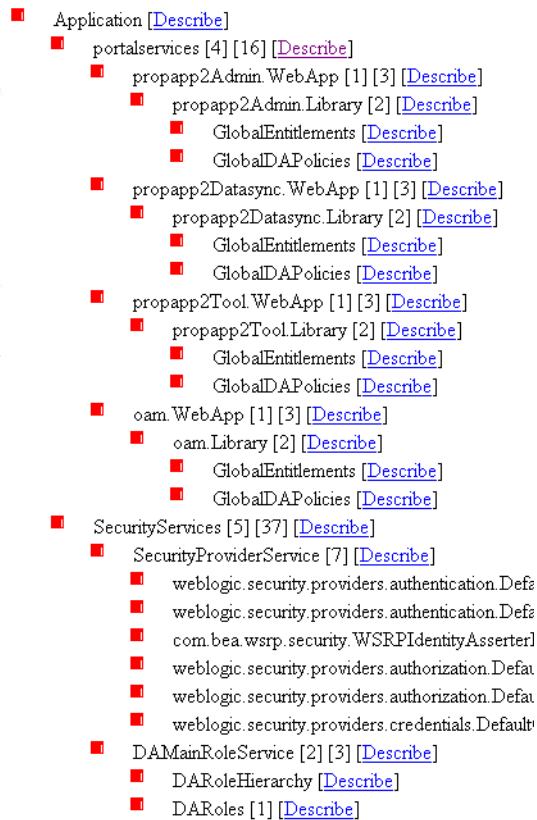 Application [Describe]
portalservices [4] [16] [Describe]
propapp2Admin.WebApp [1] [3] [Describe]
propapp2Admin.Library [2] [Describe]
GlobalEntitlements [Describe]
GlobalDAPolicies [Describe]
propapp2Datasync.WebApp [1] [3] [Describe]
propapp2Datasync.Library [2] [Describe]
GlobalEntitlements [Describe]
GlobalDAPolicies [Describe]
propapp2Tool.WebApp [1] [3] [Describe]
propapp2Tool.Library [2] [Describe]
GlobalEntitlements [Describe]
GlobalDAPolicies [Describe]
oam.WebApp [1] [3] [Describe]
oam.Library [2] [Describe]
GlobalEntitlements [Describe]
GlobalDAPolicies [Describe]
SecurityServices [5] [37] [Describe]
SecurityProviderService [7] [Describe]
weblogic.security.providers.authentication.Defa
weblogic.security.providers.authentication.Defa
com.bea.wsrp.security.WSRPIdentityAsserter
weblogic.security.providers.authorization.Defau
weblogic.security.providers.authorization.Defau
weblogic.security.providers.credentials.Default
DAMainRoleService [2] [3] [Describe]
DARoleHierarchy [Describe]
DARoles [1] [Describe]